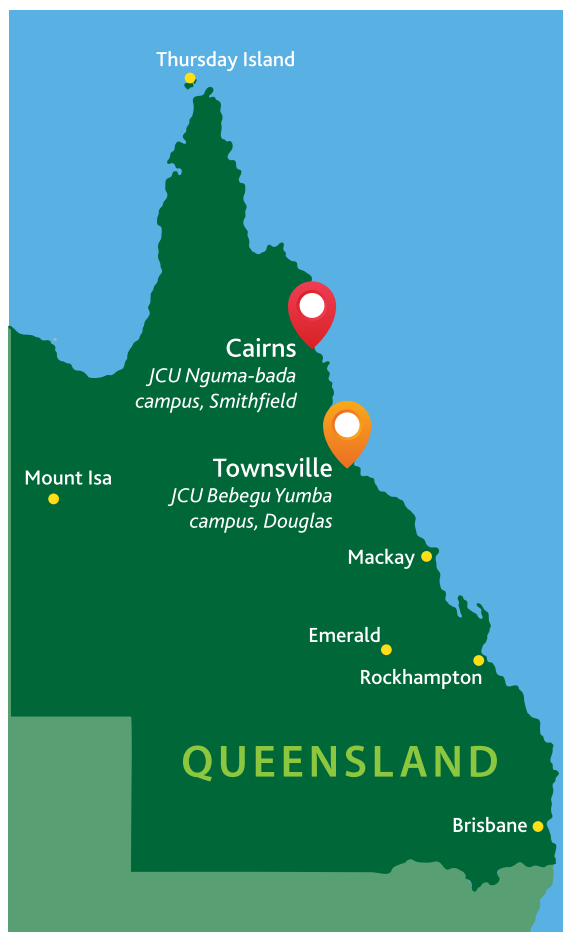 Thursday Island
Cairns
JCU Nguma-bada
campus, Smithfield
Townsville
JCU Bebegu Yumba
campus, Douglas
Mount Isa
Mackay
Emerald
Rockhampton
QUEENSLAND
Brisbane